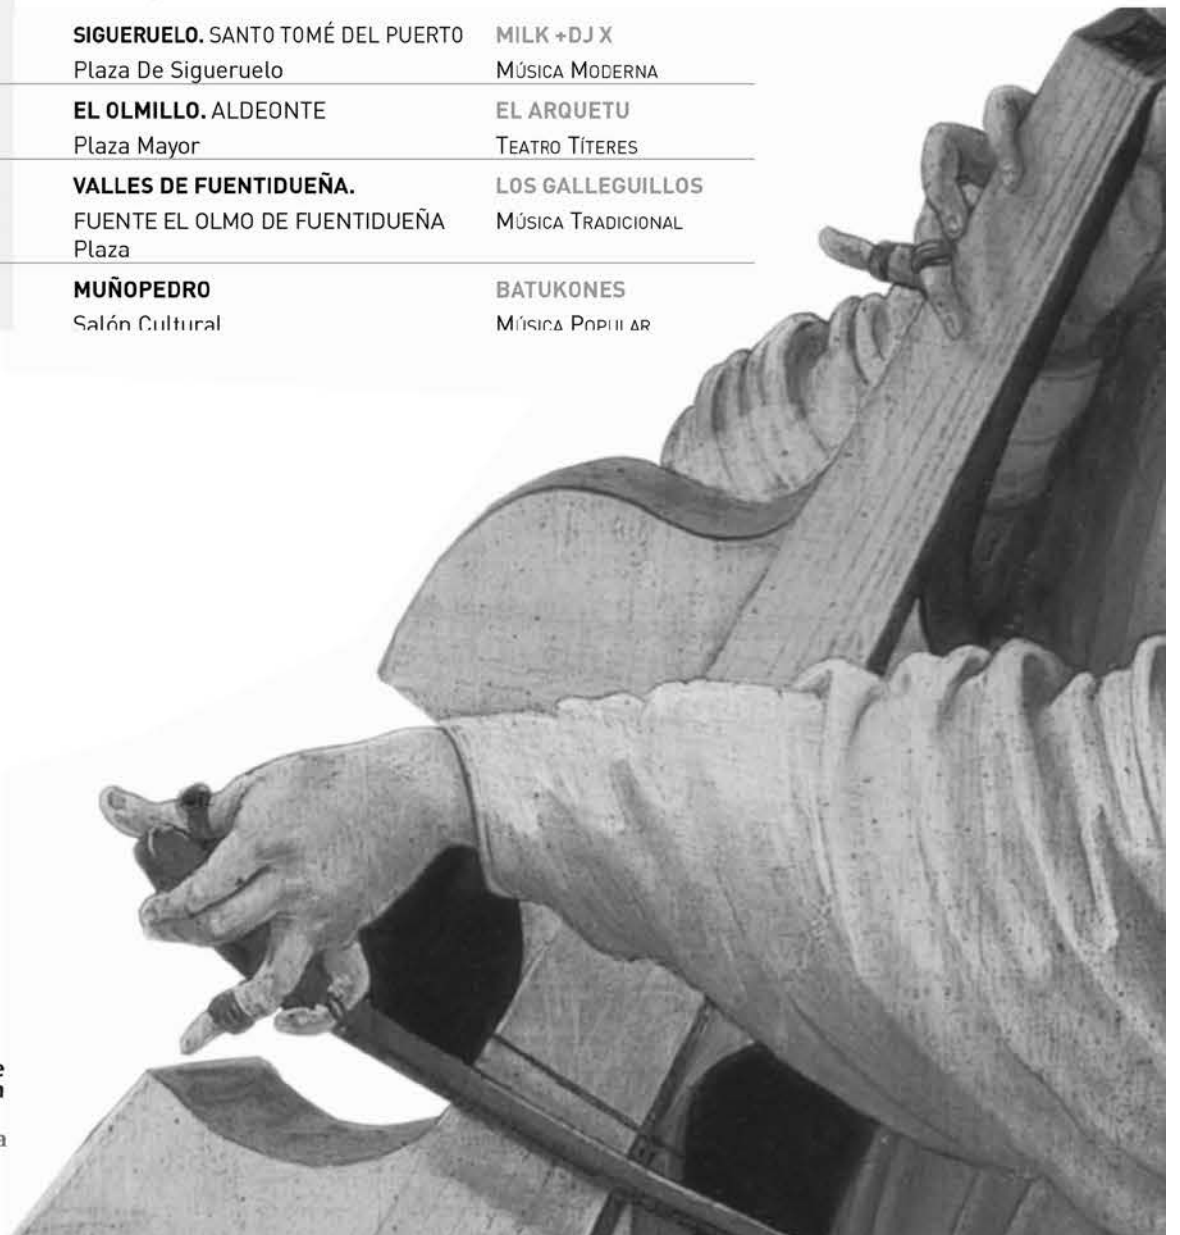 SIGUERUELO. SANTO TOMÉ DEL PUERTO
Plaza De Sigueruelo
MILK +DJ X
MÚSICA MODERNA
EL OLMILLO. ALDEONTE
Plaza Mayor
EL ARQUETU
TEATRO TÍTERES
VALLES DE FUENTIDUEÑA.
FUENTE EL OLMO DE FUENTIDUEÑA
Plaza
LOS GALLEGUILLOS
MÚSICA TRADICIONAL
MUÑOPEDRO
Salón Cultural
BATUKONES
MÚSICA POPULAR